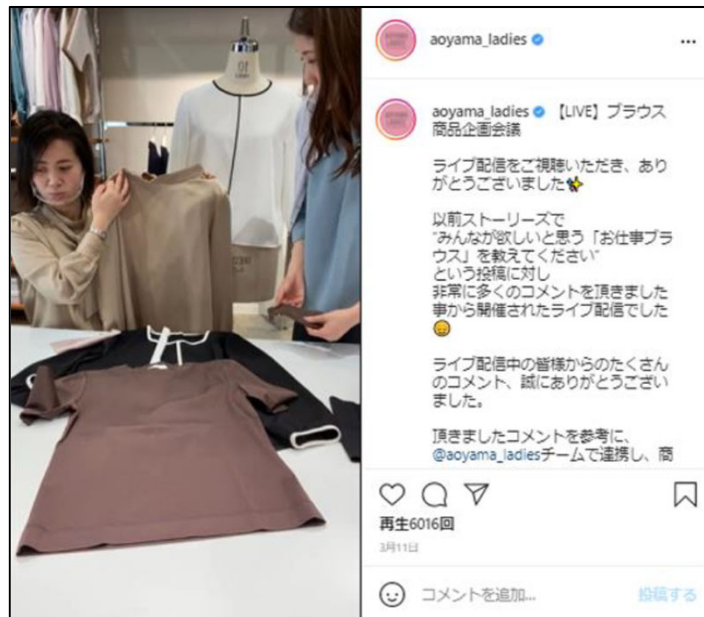 aoyama_ladies
aoyama_ladies 【LIVE】ブラウス
商品企画会議
ライブ配信をご視聴いただき、あり
がとうございました✨
以前ストーリーズで
"みんなが欲しいと思う「お仕事ブラ
ウス」を教えてください"
という投稿に対し
非常に多くのコメントを頂きました
事から開催されたライブ配信でした
ライブ配信中の皆様からのたくさん
のコメント、誠にありがとうござい
ました。
頂きましたコメントを参考に、
@aoyama_ladiesチームで連携し、商
再生6016回
3月11日
コメントを追加...
投稿する